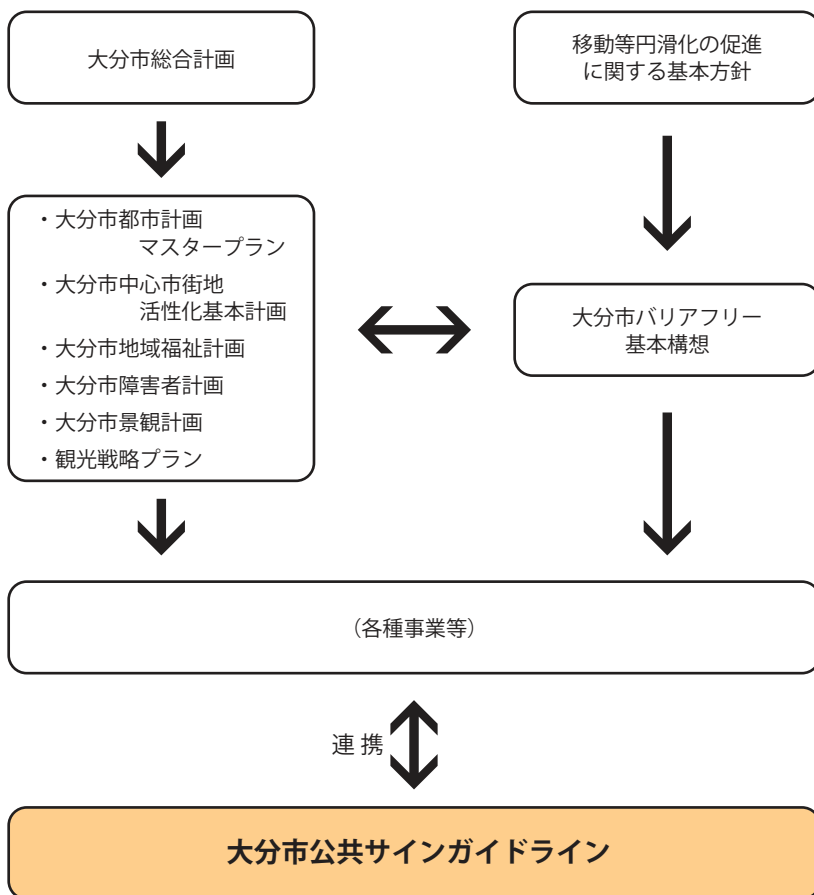 大分市総合計画
移動等円滑化の促進
に関する基本方針
・大分市都市計画
マスタープラン
・大分市中心市街地
活性化基本計画
・大分市地域福祉計画
・大分市障害者計画
・大分市景観計画
・観光戦略プラン
大分市バリアフリー
基本構想
（各種事業等）
連 携
大分市公共サインガイドライン